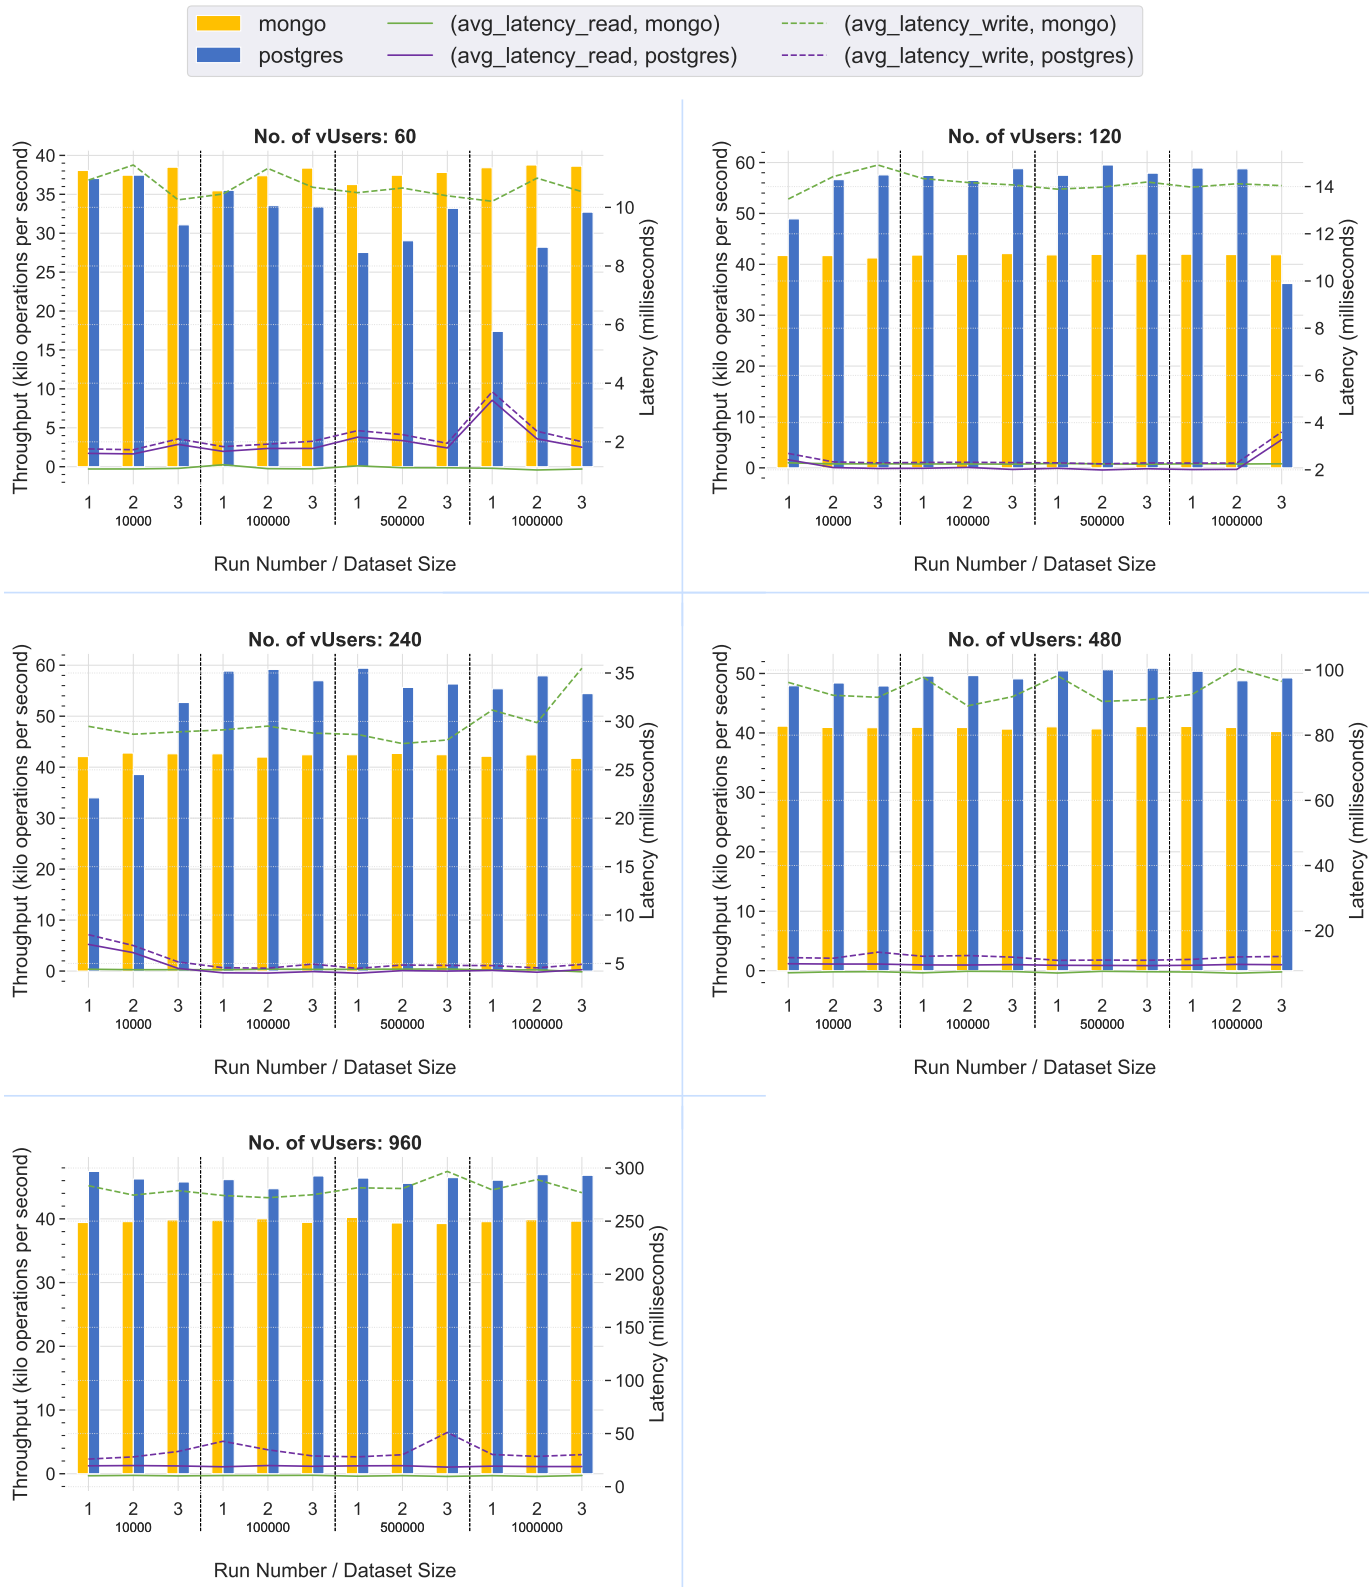 mongo (avg_latency_read, mongo) (avg_latency_write, mongo)
postgres (avg_latency_read, postgres) (avg_latency_write, postgres)
No. of vUsers: 60
Throughput (kilo operations per second)
40
35
30
25
20
15
10
5
0
10
8
6
4
2
Latency (milliseconds)
1 2 3 1 2 3 1 2 3 1 2 3
10000 100000 500000 1000000
Run Number / Dataset Size
No. of vUsers: 120
Throughput (kilo operations per second)
60
50
40
30
20
10
0
14
12
10
8
6
4
2
Latency (milliseconds)
1 2 3 1 2 3 1 2 3 1 2 3
10000 100000 500000 1000000
Run Number / Dataset Size
No. of vUsers: 240
Throughput (kilo operations per second)
60
50
40
30
20
10
0
35
30
25
20
15
10
5
Latency (milliseconds)
1 2 3 1 2 3 1 2 3 1 2 3
10000 100000 500000 1000000
Run Number / Dataset Size
No. of vUsers: 480
Throughput (kilo operations per second)
50
40
30
20
10
0
100
80
60
40
20
Latency (milliseconds)
1 2 3 1 2 3 1 2 3 1 2 3
10000 100000 500000 1000000
Run Number / Dataset Size
No. of vUsers: 960
Throughput (kilo operations per second)
40
30
20
10
0
300
250
200
150
100
50
0
Latency (milliseconds)
1 2 3 1 2 3 1 2 3 1 2 3
10000 100000 500000 1000000
Run Number / Dataset Size